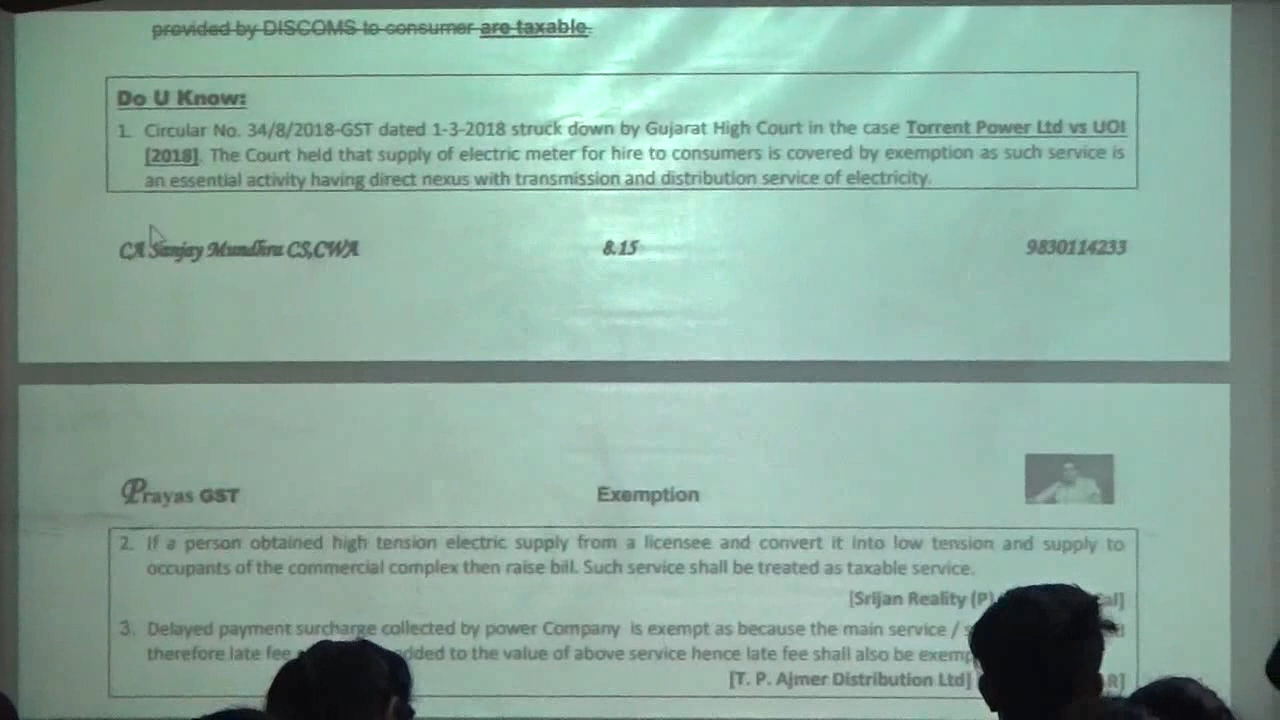 provided by DISCOMS to consumer are taxable.
Do U Know:
1. Circular No. 34/8/2018-GST dated 1-3-2018 struck down by Gujarat High Court in the case Torrent Power Ltd vs UOI
[2018]. The Court held that supply of electric meter for hire to consumers is covered by exemption as such service is
an essential activity having direct nexus with transmission and distribution service of electricity.
CA Sanjay Mundhra CS,CWA 8.15 9830114233
Prayas GST Exemption
2. If a person obtained high tension electric supply from a licensee and convert it into low tension and supply to
occupants of the commercial complex then raise bill. Such service shall be treated as taxable service.
[Srijan Reality (P)
3. Delayed payment surcharge collected by power Company is exempt as because the main service /
therefore late fee added to the value of above service hence late fee shall also be
[T. P. Ajmer Distribution Ltd]